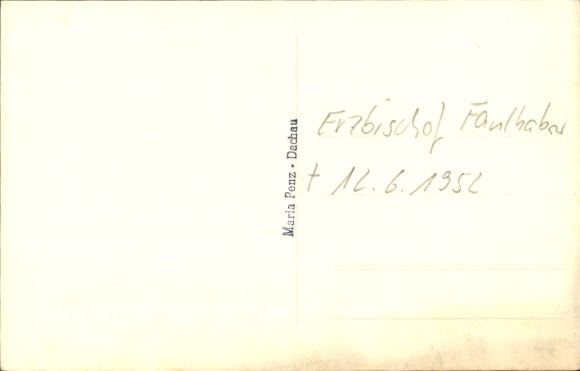 Maria Penz · Dachau
Erzbischof Faulhaber
† 12.6.1952